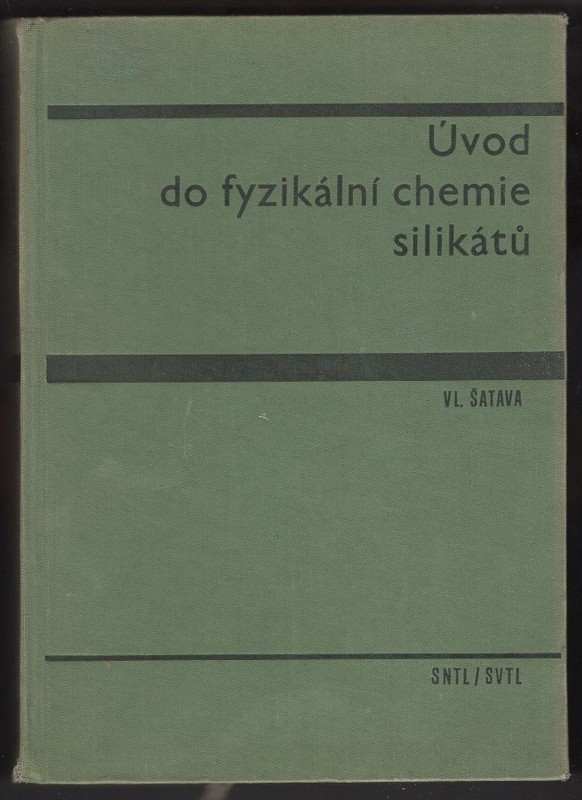 Úvod
do fyzikální chemie
silikátů
VL. ŠATAVA
SNTL/SVTL